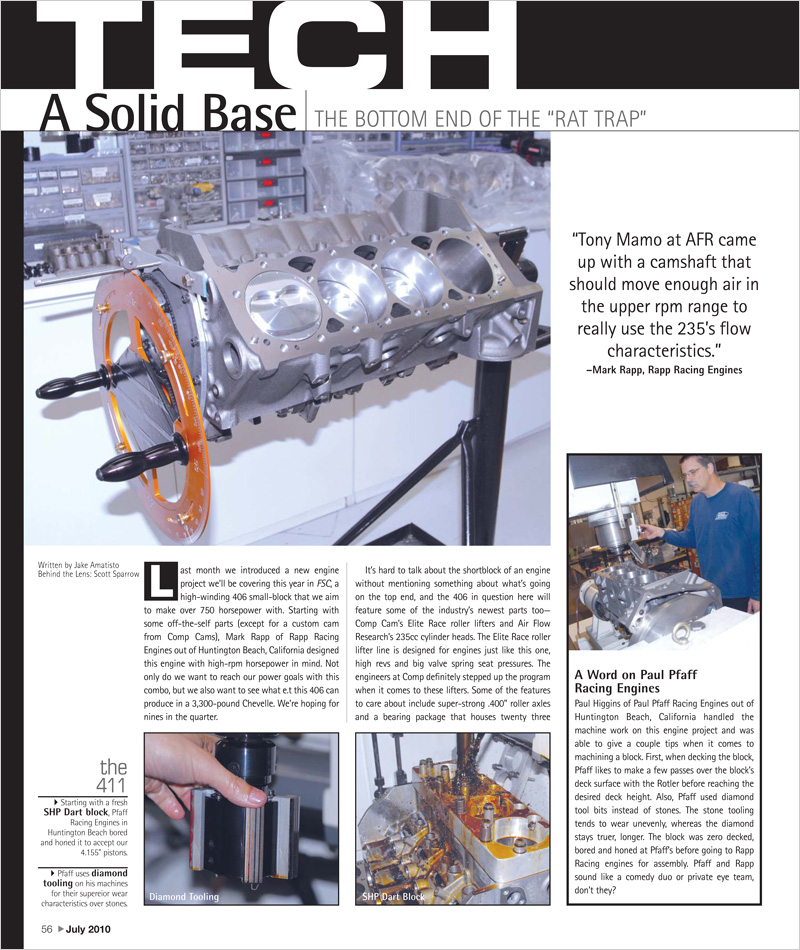 TECH
A Solid Base
THE BOTTOM END OF THE “RAT TRAP”
“Tony Mamo at AFR came
up with a camshaft that
should move enough air in
the upper rpm range to
really use the 235’s flow
characteristics.”
–Mark Rapp, Rapp Racing Engines
Written by Jake Amatisto
Behind the Lens: Scott Sparrow
Last month we introduced a new engine
project we’ll be covering this year in FSC, a
high-winding 406 small-block that we aim
to make over 750 horsepower with. Starting with
some off-the-self parts (except for a custom cam
from Comp Cams), Mark Rapp of Rapp Racing
Engines out of Huntington Beach, California designed
this engine with high-rpm horsepower in mind. Not
only do we want to reach our power goals with this
combo, but we also want to see what e.t this 406 can
produce in a 3,300-pound Chevelle. We’re hoping for
nines in the quarter.
It’s hard to talk about the shortblock of an engine
without mentioning something about what’s going
on the top end, and the 406 in question here will
feature some of the industry’s newest parts too—
Comp Cam’s Elite Race roller lifters and Air Flow
Research’s 235cc cylinder heads. The Elite Race roller
lifter line is designed for engines just like this one,
high revs and big valve spring seat pressures. The
engineers at Comp definitely stepped up the program
when it comes to these lifters. Some of the features
to care about include super-strong .400" roller axles
and a bearing package that houses twenty three
A Word on Paul Pfaff
Racing Engines
Paul Higgins of Paul Pfaff Racing Engines out of
Huntington Beach, California handled the
machine work on this engine project and was
able to give a couple tips when it comes to
machining a block. First, when decking the block,
Pfaff likes to make a few passes over the block’s
deck surface with the Rotler before reaching the
desired deck height. Also, Pfaff used diamond
tool bits instead of stones. The stone tooling
tends to wear unevenly, whereas the diamond
stays truer, longer. The block was zero decked,
bored and honed at Pfaff’s before going to Rapp
Racing engines for assembly. Pfaff and Rapp
sound like a comedy duo or private eye team,
don’t they?
the
411
Starting with a fresh
SHP Dart block, Pfaff
Racing Engines in
Huntington Beach bored
and honed it to accept our
4.155" pistons.
Pfaff uses diamond
tooling on his machines
for their supereior wear
characteristics over stones.
Diamond Tooling
SHP Dart Block
56 July 2010